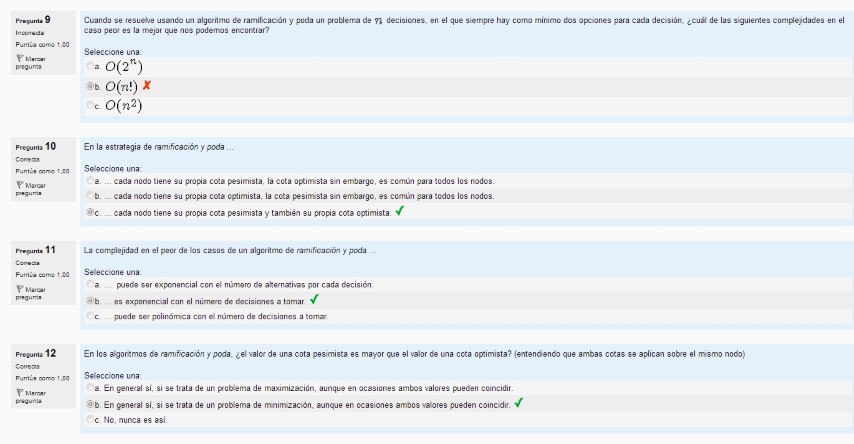 Pregunta 9
Incorrecta
Puntúa como 1,00
Marcar pregunta
Cuando se resuelve usando un algoritmo de ramificación y poda un problema de n decisiones, en el que siempre hay como mínimo dos opciones para cada decisión, ¿cuál de las siguientes complejidades en el
caso peor es la mejor que nos podemos encontrar?
Seleccione una:
a. O(2^n)
b. O(n!) ✗
c. O(n^2)
Pregunta 10
Correcta
Puntúa como 1,00
Marcar pregunta
En la estrategia de ramificación y poda ...
Seleccione una:
a. ... cada nodo tiene su propia cota pesimista, la cota optimista sin embargo, es común para todos los nodos.
b. ... cada nodo tiene su propia cota optimista, la cota pesimista sin embargo, es común para todos los nodos.
c. ... cada nodo tiene su propia cota pesimista y también su propia cota optimista. ✓
Pregunta 11
Correcta
Puntúa como 1,00
Marcar pregunta
La complejidad en el peor de los casos de un algoritmo de ramificación y poda ...
Seleccione una:
a. ... puede ser exponencial con el número de alternativas por cada decisión.
b. ... es exponencial con el número de decisiones a tomar. ✓
c. ... puede ser polinómica con el número de decisiones a tomar.
Pregunta 12
Correcta
Puntúa como 1,00
Marcar pregunta
En los algoritmos de ramificación y poda, ¿el valor de una cota pesimista es mayor que el valor de una cota optimista? (entendiendo que ambas cotas se aplican sobre el mismo nodo)
Seleccione una:
a. En general sí, si se trata de un problema de maximización, aunque en ocasiones ambos valores pueden coincidir.
b. En general sí, si se trata de un problema de minimización, aunque en ocasiones ambos valores pueden coincidir. ✓
c. No, nunca es así.